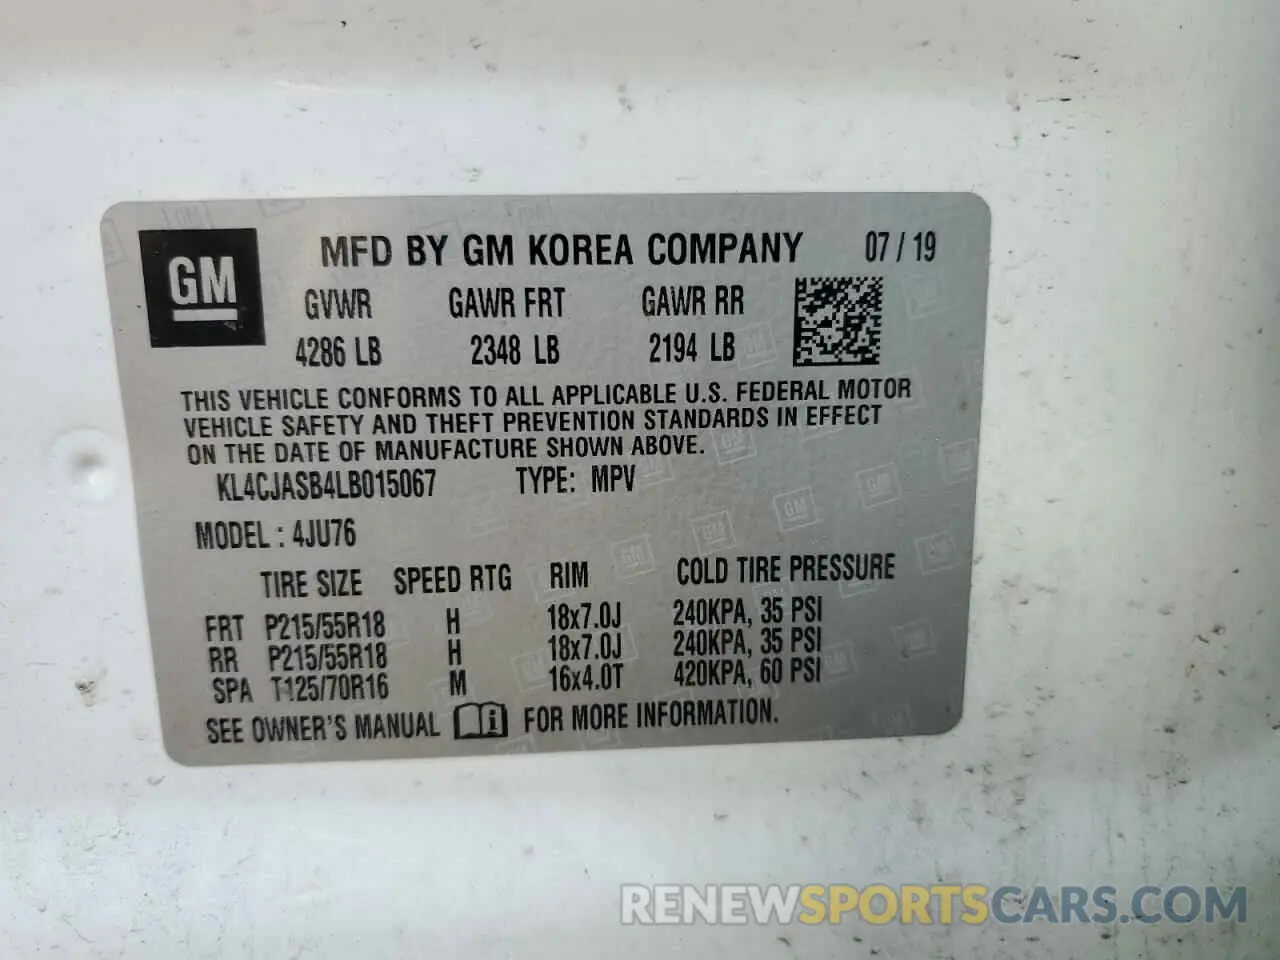 GM
MFD BY GM KOREA COMPANY 07 / 19
GVWR GAWR FRT GAWR RR
4286 LB 2348 LB 2194 LB
THIS VEHICLE CONFORMS TO ALL APPLICABLE U.S. FEDERAL MOTOR
VEHICLE SAFETY AND THEFT PREVENTION STANDARDS IN EFFECT
ON THE DATE OF MANUFACTURE SHOWN ABOVE.
KL4CJASB4LB015067 TYPE: MPV
MODEL : 4JU76
TIRE SIZE SPEED RTG RIM COLD TIRE PRESSURE
FRT P215/55R18 H 18x7.0J 240KPA, 35 PSI
RR P215/55R18 H 18x7.0J 240KPA, 35 PSI
SPA T125/70R16 M 16x4.0T 420KPA, 60 PSI
SEE OWNER'S MANUAL FOR MORE INFORMATION.
RENEWSPORTSCARS.COM